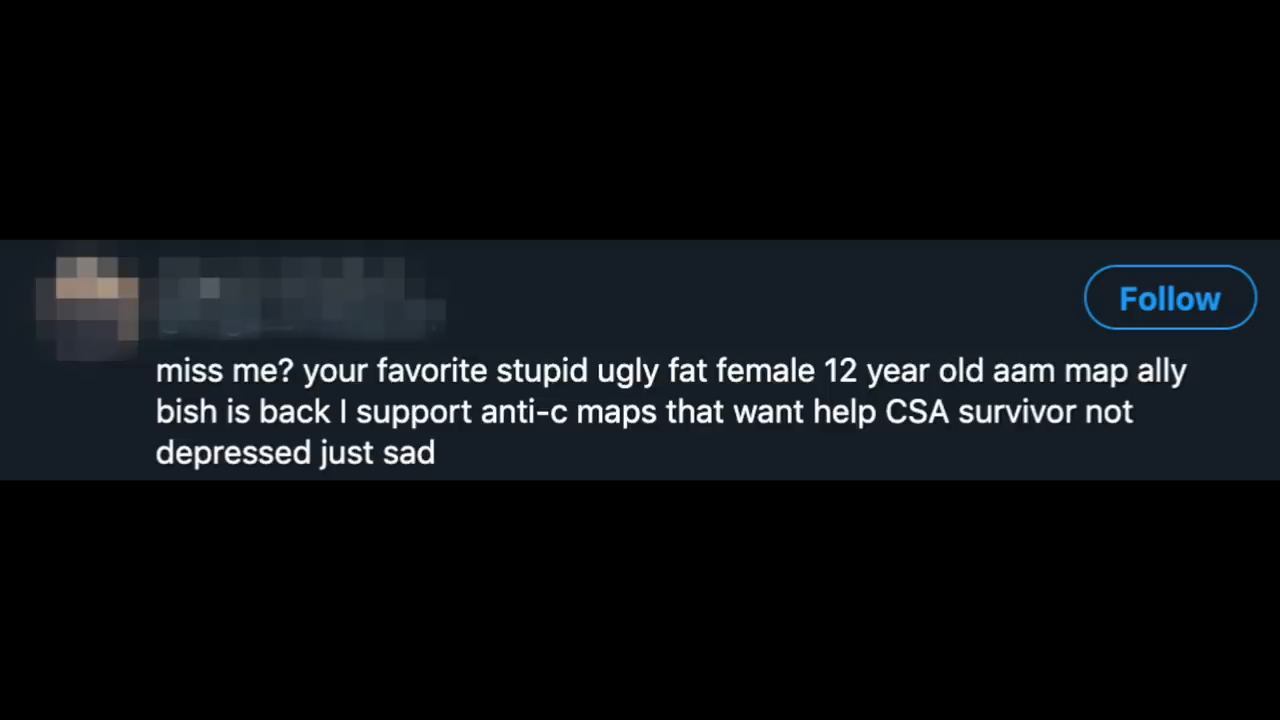 Follow
miss me? your favorite stupid ugly fat female 12 year old aam map ally
bish is back I support anti-c maps that want help CSA survivor not
depressed just sad